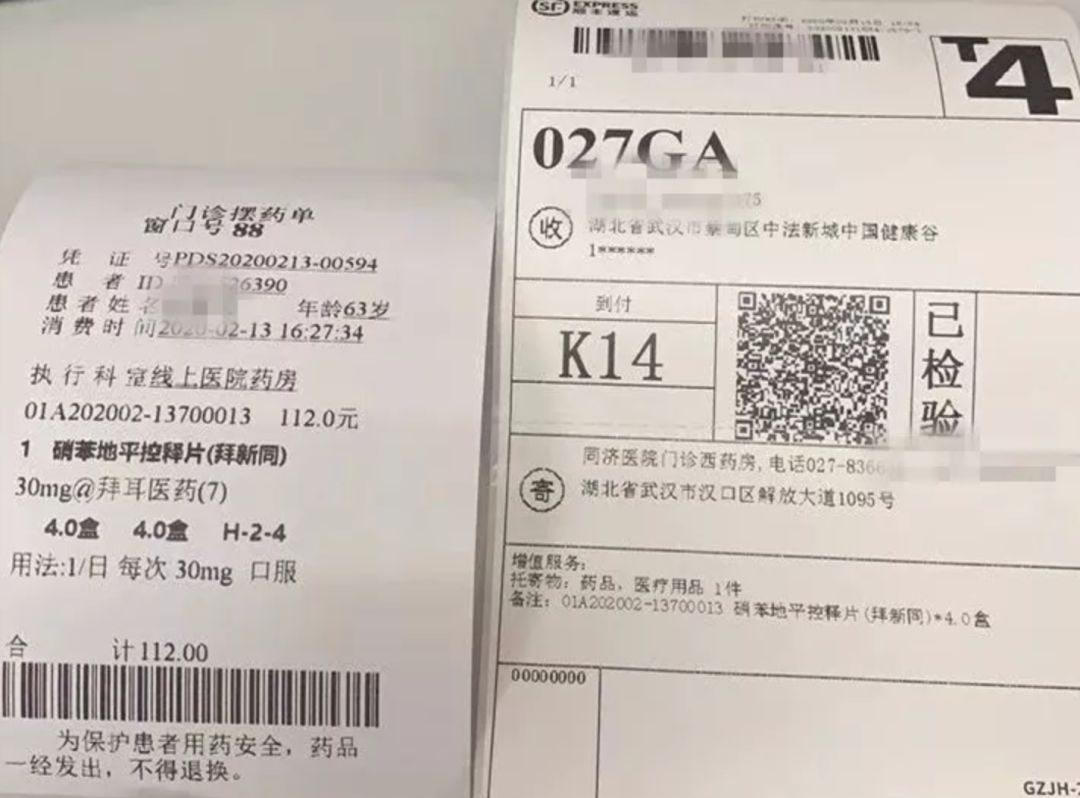 门诊摆药单
窗口号 88
凭 证 号PDS20200213-00594
患 者 ID 26390
患者姓名 年龄63岁
消费时间2020-02-13 16:27:34
执行科室线上医院药房
01A202002-13700013 112.0元
1 硝苯地平控释片(拜新同)
30mg@拜耳医药(7)
4.0盒 4.0盒 H-2-4
用法:1/日 每次 30mg 口服
合 计 112.00
为保护患者用药安全，药品
一经发出，不得退换。
SF EXPRESS
顺丰速运
1/1
T4
027GA
75
收
湖北省武汉市蔡甸区中法新城中国健康谷
1******
到付
K14
已检验
寄
同济医院门诊西药房,电话027-8366
湖北省武汉市汉口区解放大道1095号
增值服务:
托寄物: 药品, 医疗用品 1件
备注: 01A202002-13700013 硝苯地平控释片(拜新同)*4.0盒
00000000
GZJH-